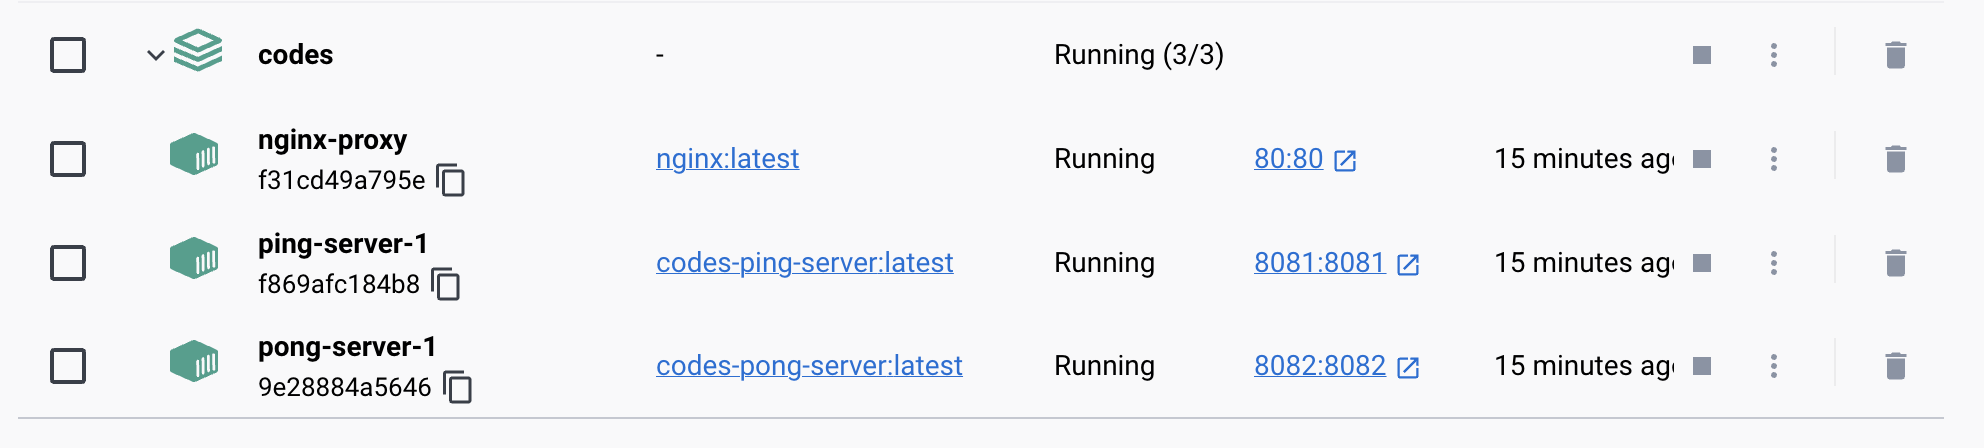 codes - Running (3/3)
nginx-proxy
f31cd49a795e nginx:latest Running 80:80 15 minutes ag
ping-server-1
f869afc184b8 codes-ping-server:latest Running 8081:8081 15 minutes ag
pong-server-1
9e28884a5646 codes-pong-server:latest Running 8082:8082 15 minutes ag